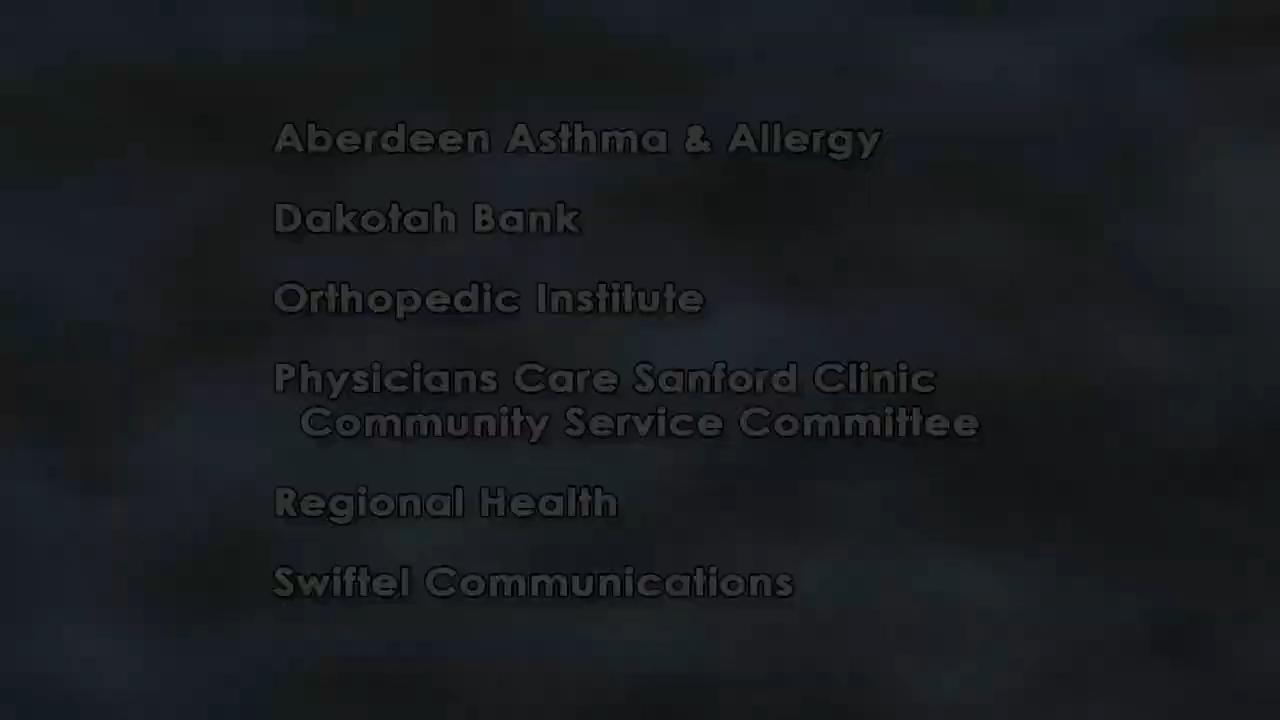 Aberdeen Asthma & Allergy
Dakotah Bank
Orthopedic Institute
Physicians Care Sanford Clinic
Community Service Committee
Regional Health
Swiftel Communications